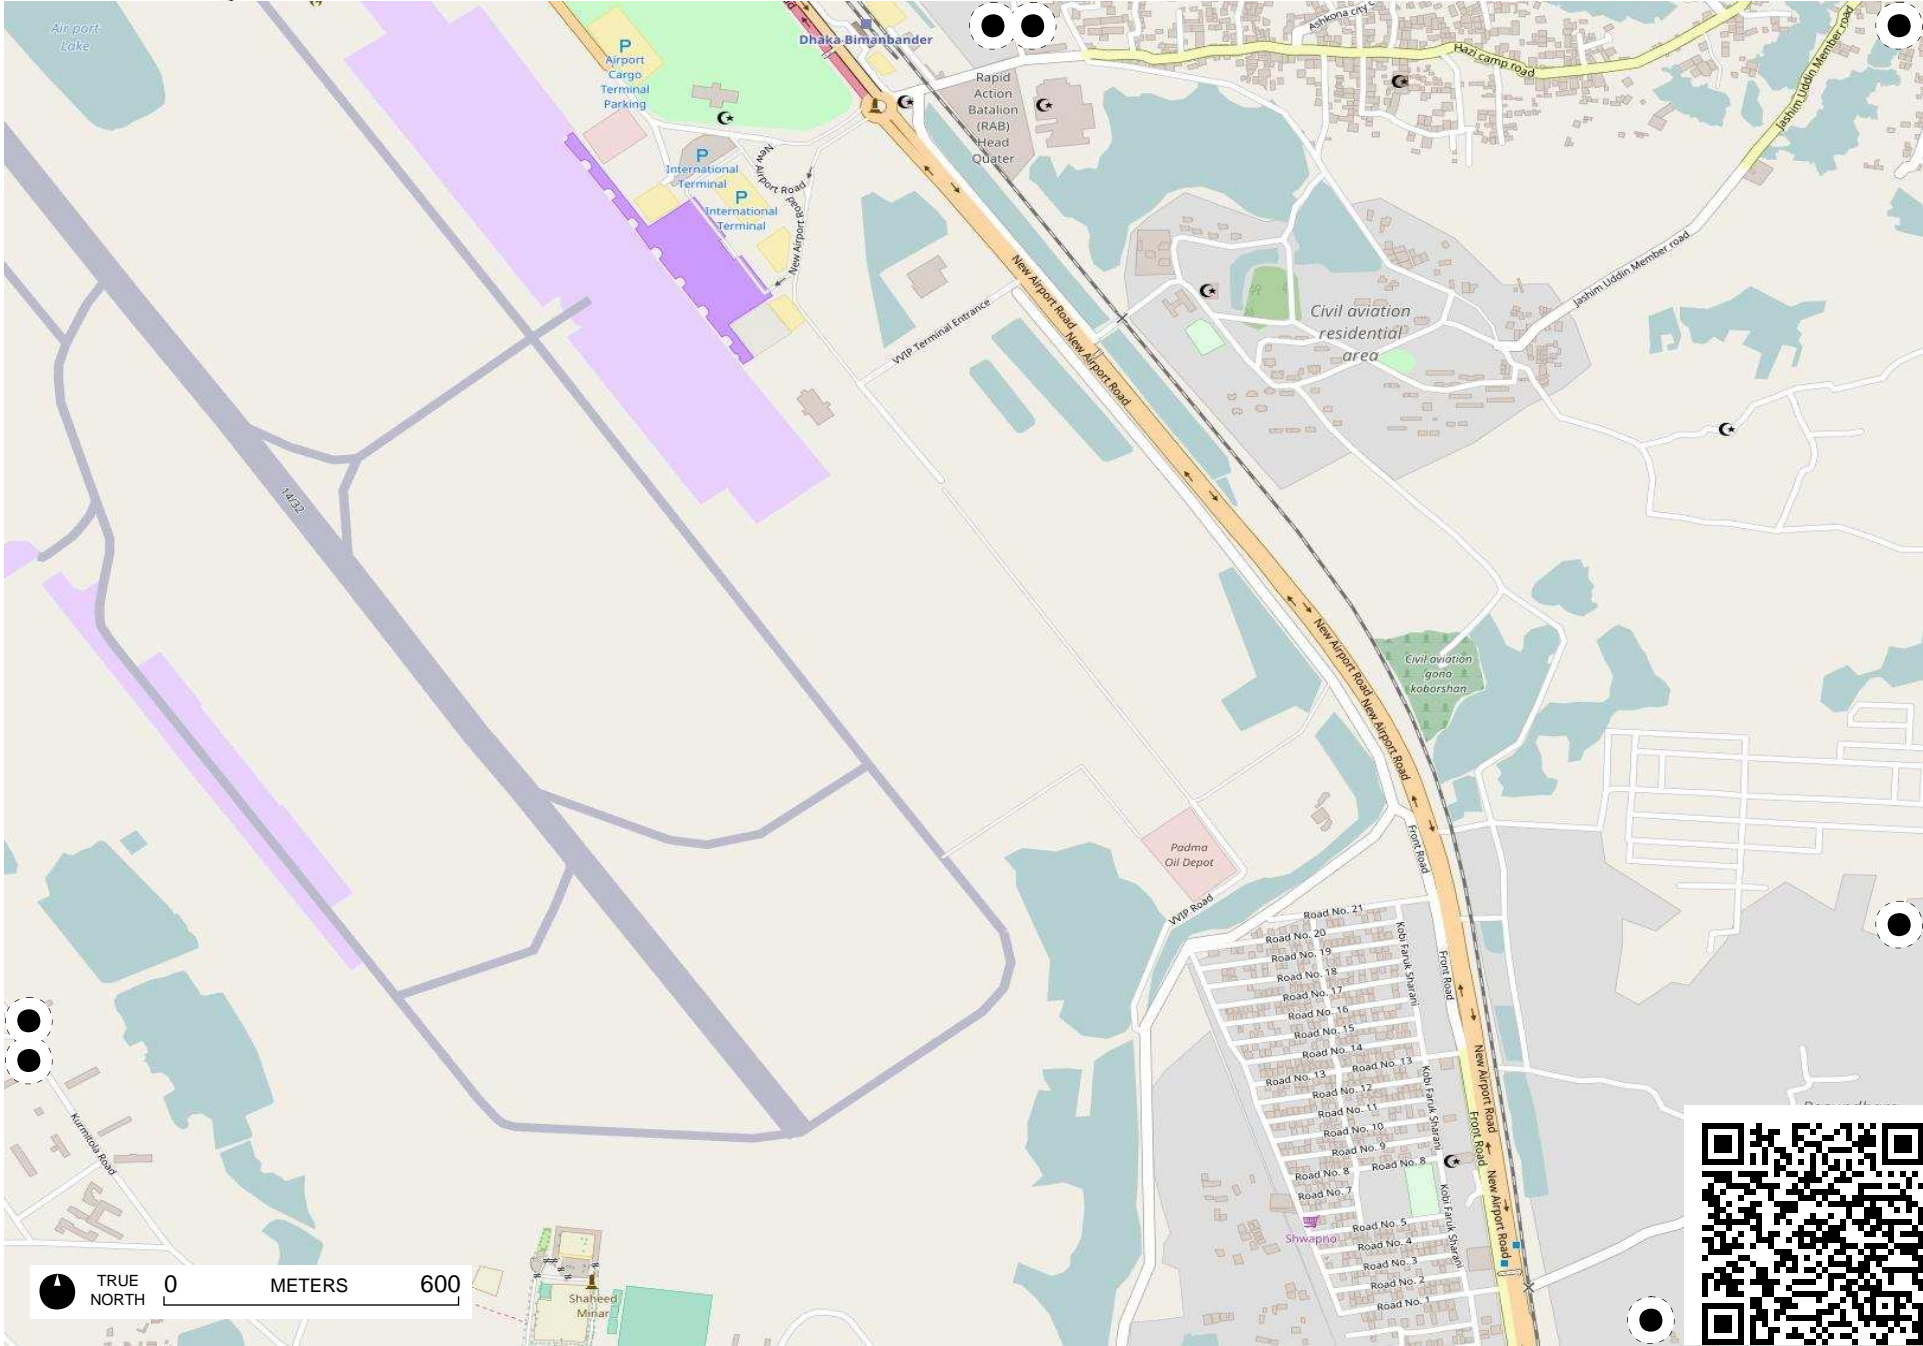 Air port
Lake
Airport
Cargo
Terminal
Parking
Dhaka Bimanbander
Ashkona city C
Hazi camp road
Jashim Uddin Member road
Rapid
Action
Batalion
(RAB)
Head
Quater
International
Terminal
International
Terminal
New Airport Road
New Airport Road
New Airport Road
New Airport Road
VVIP Terminal Entrance
Jashim Uddin Member road
Civil aviation
residential
area
14/32
New Airport Road
New Airport Road
Civil aviation
gono
koborshan
Padma
Oil Depot
VVIP Road
Front Road
Road No. 21
Road No. 20
Road No. 19
Road No. 18
Road No. 17
Road No. 16
Road No. 15
Road No. 14
Road No. 13
Road No. 13
Road No. 12
Road No. 11
Road No. 10
Road No. 9
Road No. 8
Road No. 8
Road No. 7
Road No. 5
Road No. 4
Road No. 3
Road No. 2
Road No. 1
Kobi Faruk Sharani
Kobi Faruk Sharani
Kobi Faruk Sharani
Front Road
Front Road
New Airport Road
New Airport Road
Shwapno
Kurmitola Road
Shaheed
Minar
TRUE
NORTH
0 METERS 600